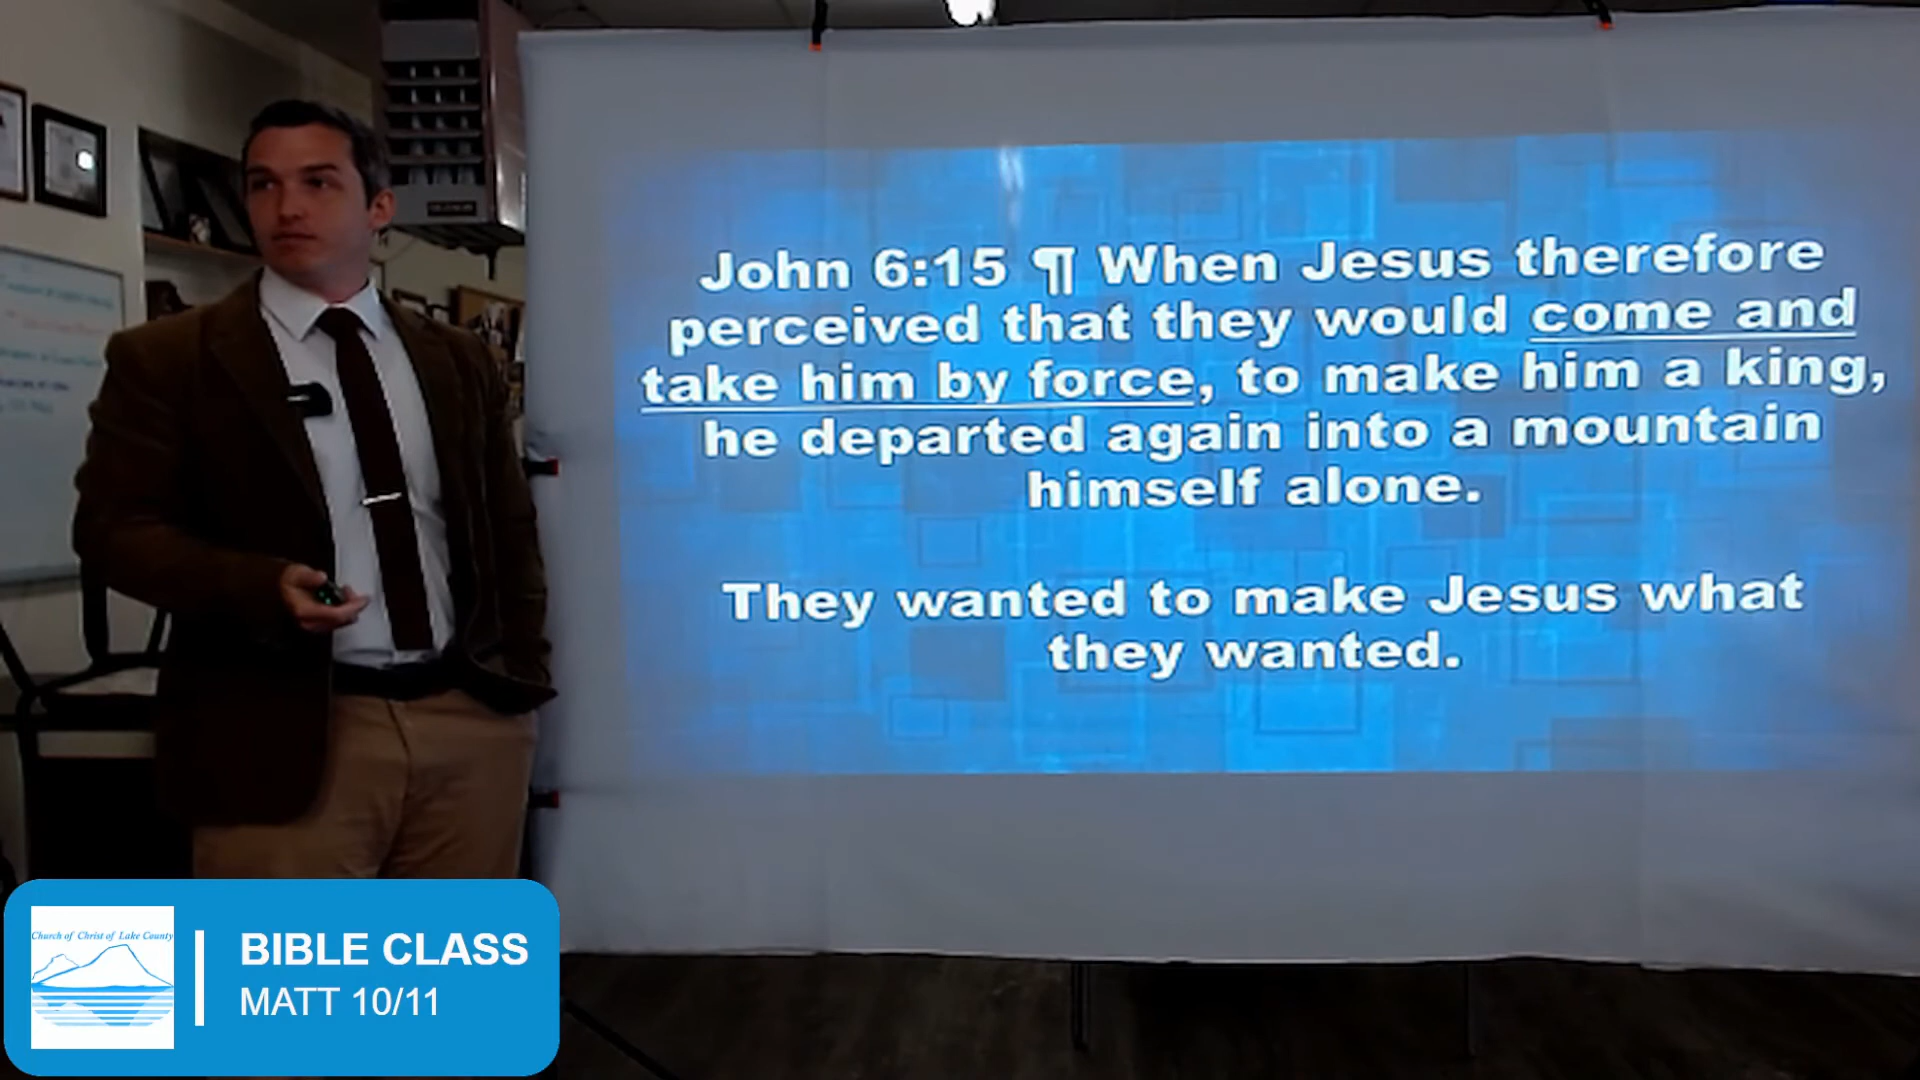 John 6:15 ¶ When Jesus therefore
perceived that they would come and
take him by force, to make him a king,
he departed again into a mountain
himself alone.
They wanted to make Jesus what
they wanted.
Church of Christ of Lake County
BIBLE CLASS
MATT 10/11